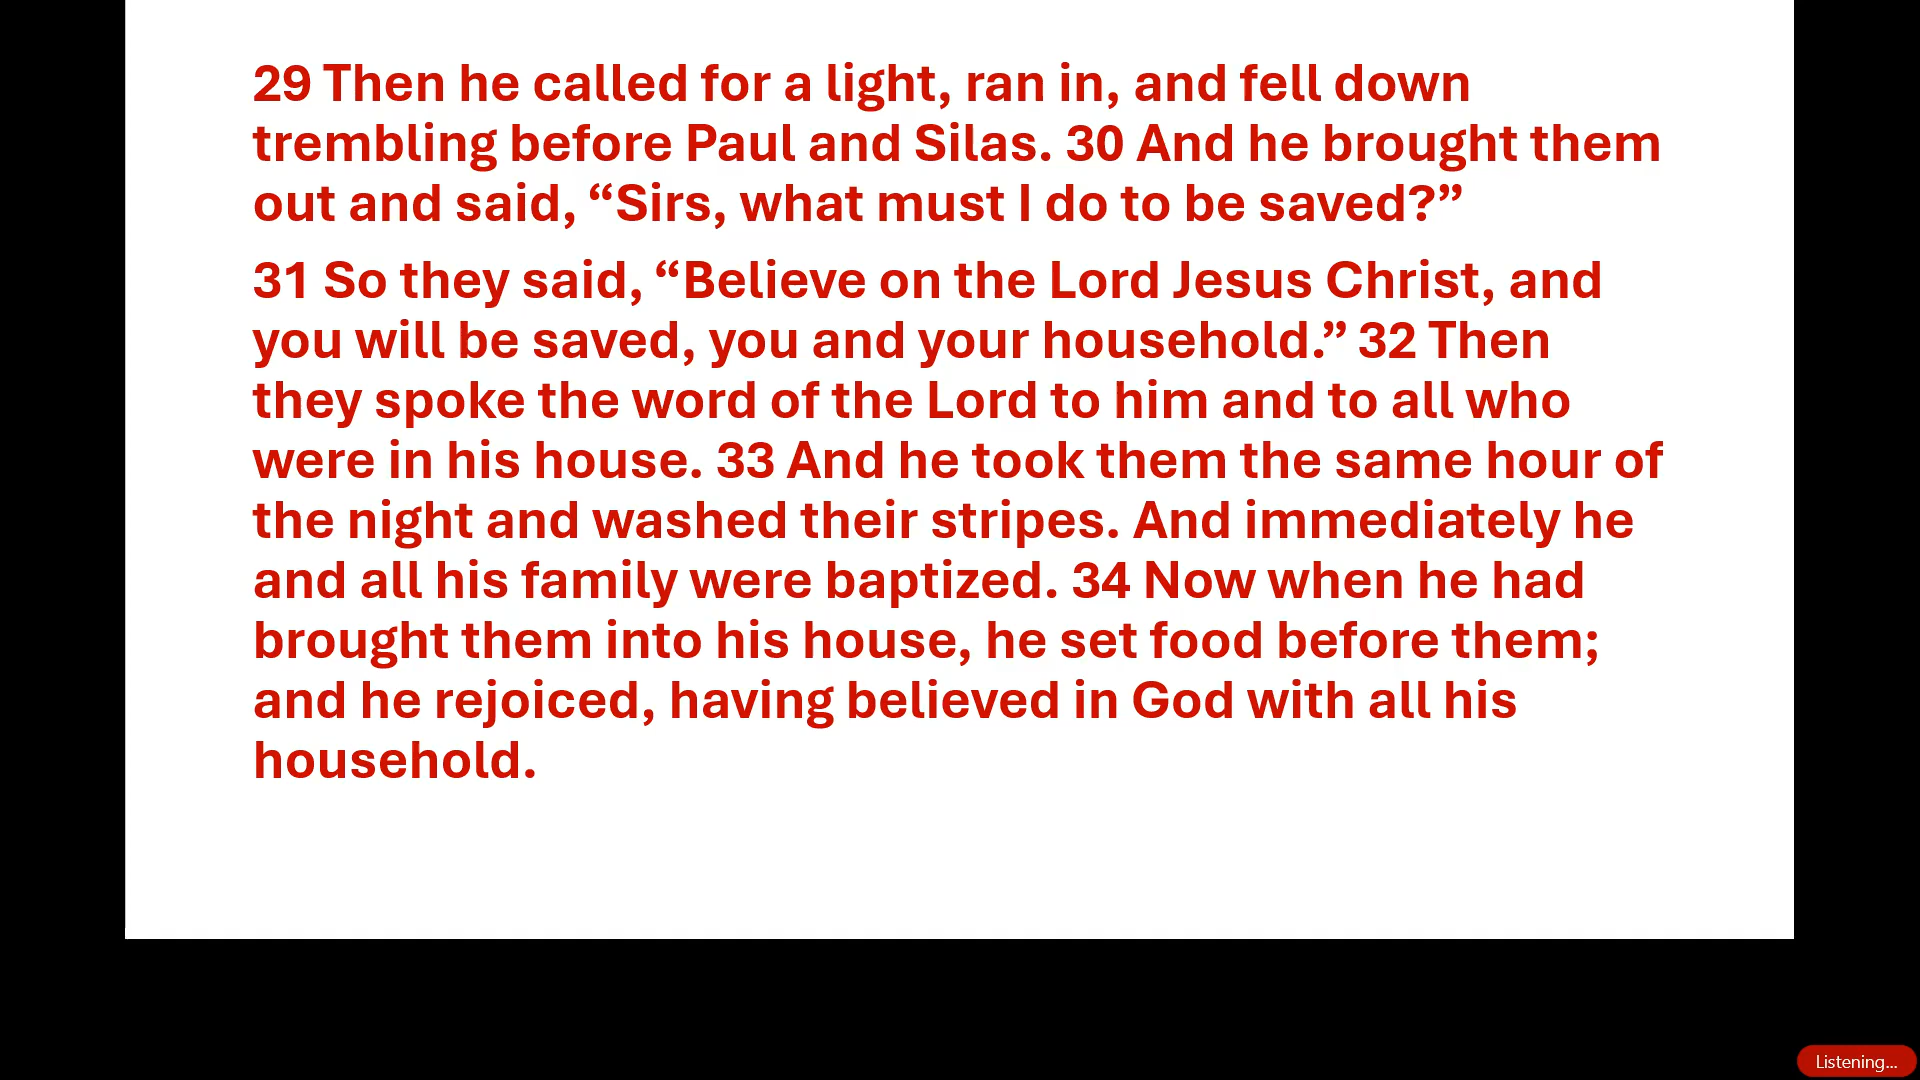 29 Then he called for a light, ran in, and fell down
trembling before Paul and Silas. 30 And he brought them
out and said, “Sirs, what must I do to be saved?”
31 So they said, “Believe on the Lord Jesus Christ, and
you will be saved, you and your household.” 32 Then
they spoke the word of the Lord to him and to all who
were in his house. 33 And he took them the same hour of
the night and washed their stripes. And immediately he
and all his family were baptized. 34 Now when he had
brought them into his house, he set food before them;
and he rejoiced, having believed in God with all his
household.
Listening...